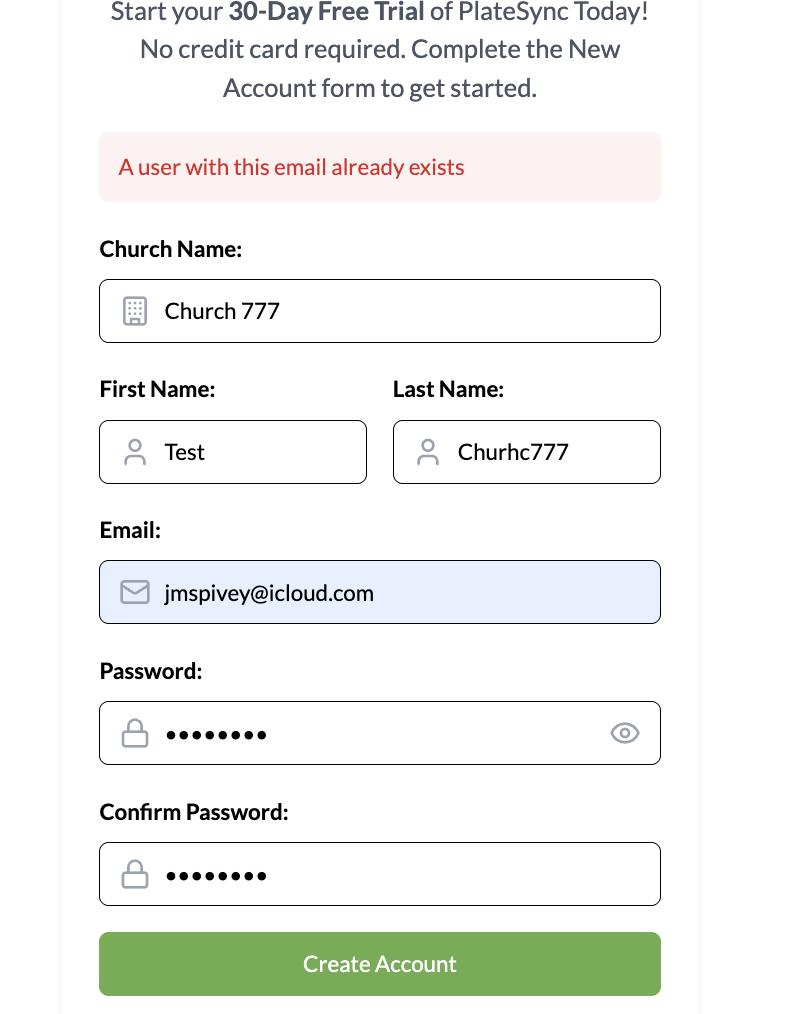 Start your 30-Day Free Trial of PlateSync Today!
No credit card required. Complete the New
Account form to get started.
A user with this email already exists
Church Name:
Church 777
First Name:
Last Name:
Test
Churhc777
Email:
jmspivey@icloud.com
Password:
••••••••
Confirm Password:
••••••••
Create Account